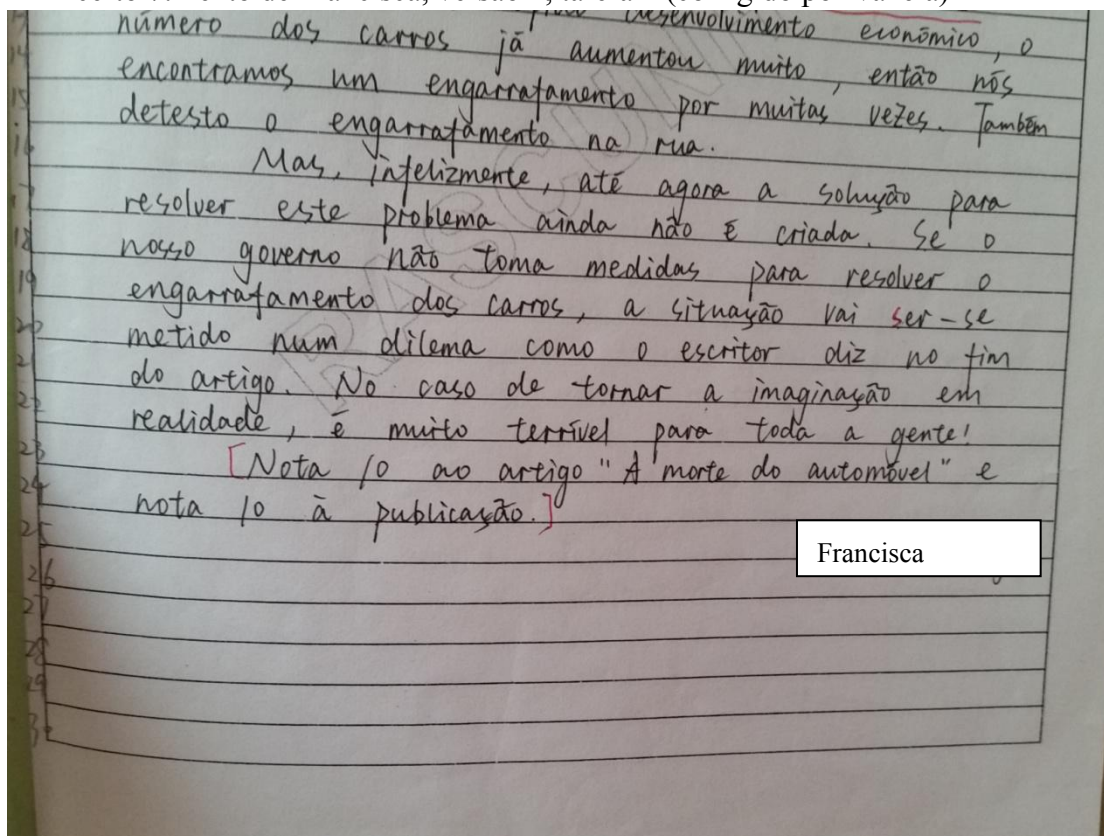 desenvolvimento económico, o
número dos carros já aumentou muito, então nós
encontramos um engarrafamento por muitas vezes. Também
detesto o engarrafamento na rua.
Mas, infelizmente, até agora a solução para
resolver este problema ainda não é criada. Se o
nosso governo não toma medidas para resolver o
engarrafamento dos carros, a situação vai ser-se
metido num dilema como o escritor diz no fim
do artigo. No caso de tornar a imaginação em
realidade, é muito terrível para toda a gente!
[Nota 10 ao artigo "A morte do automóvel" e
nota 10 à publicação.]
Francisca